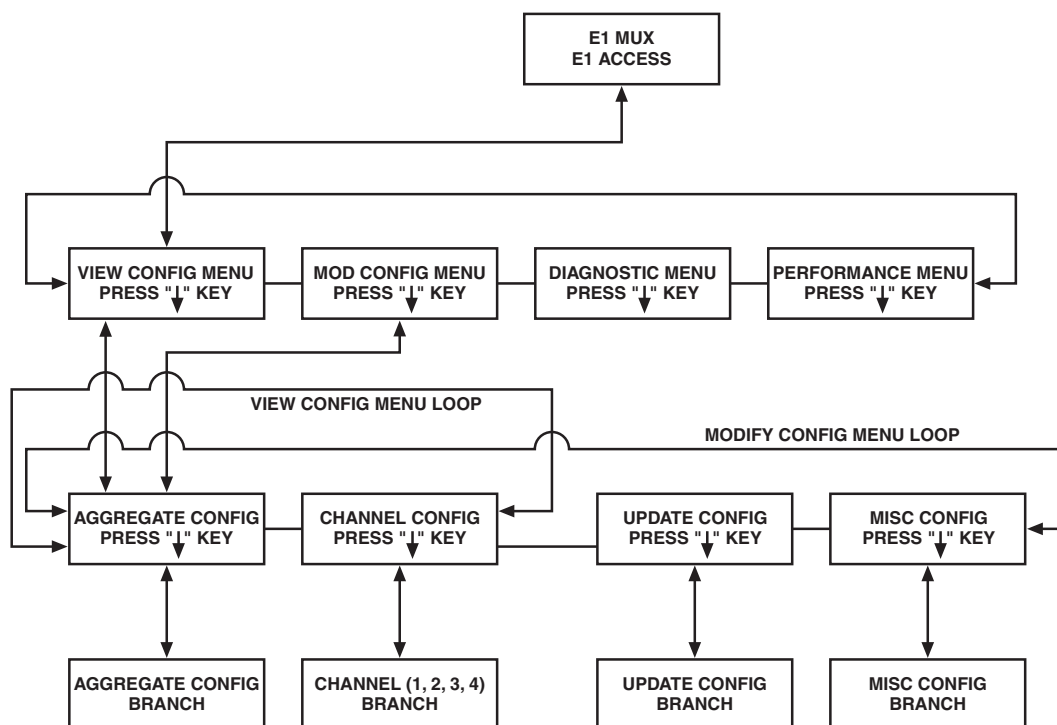 E1 MUX
E1 ACCESS
VIEW CONFIG MENU
PRESS "↓" KEY
MOD CONFIG MENU
PRESS "↓" KEY
DIAGNOSTIC MENU
PRESS "↓" KEY
PERFORMANCE MENU
PRESS "↓" KEY
VIEW CONFIG MENU LOOP
MODIFY CONFIG MENU LOOP
AGGREGATE CONFIG
PRESS "↓" KEY
CHANNEL CONFIG
PRESS "↓" KEY
UPDATE CONFIG
PRESS "↓" KEY
MISC CONFIG
PRESS "↓" KEY
AGGREGATE CONFIG
BRANCH
CHANNEL (1, 2, 3, 4)
BRANCH
UPDATE CONFIG
BRANCH
MISC CONFIG
BRANCH